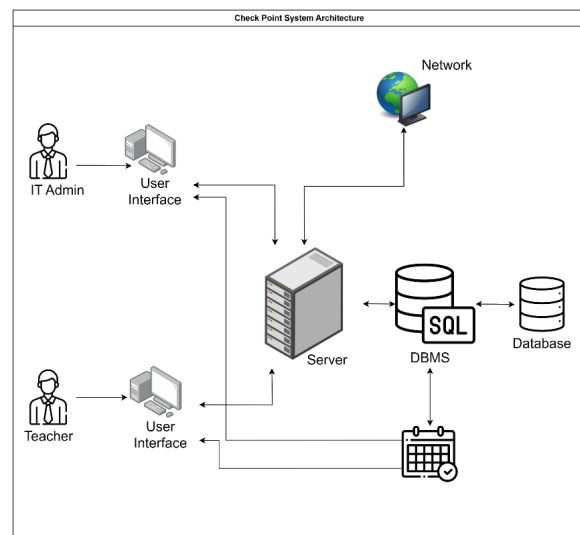 Check Point System Architecture
Network
IT Admin
User
Interface
Server
SQL
DBMS
Database
Teacher
User
Interface